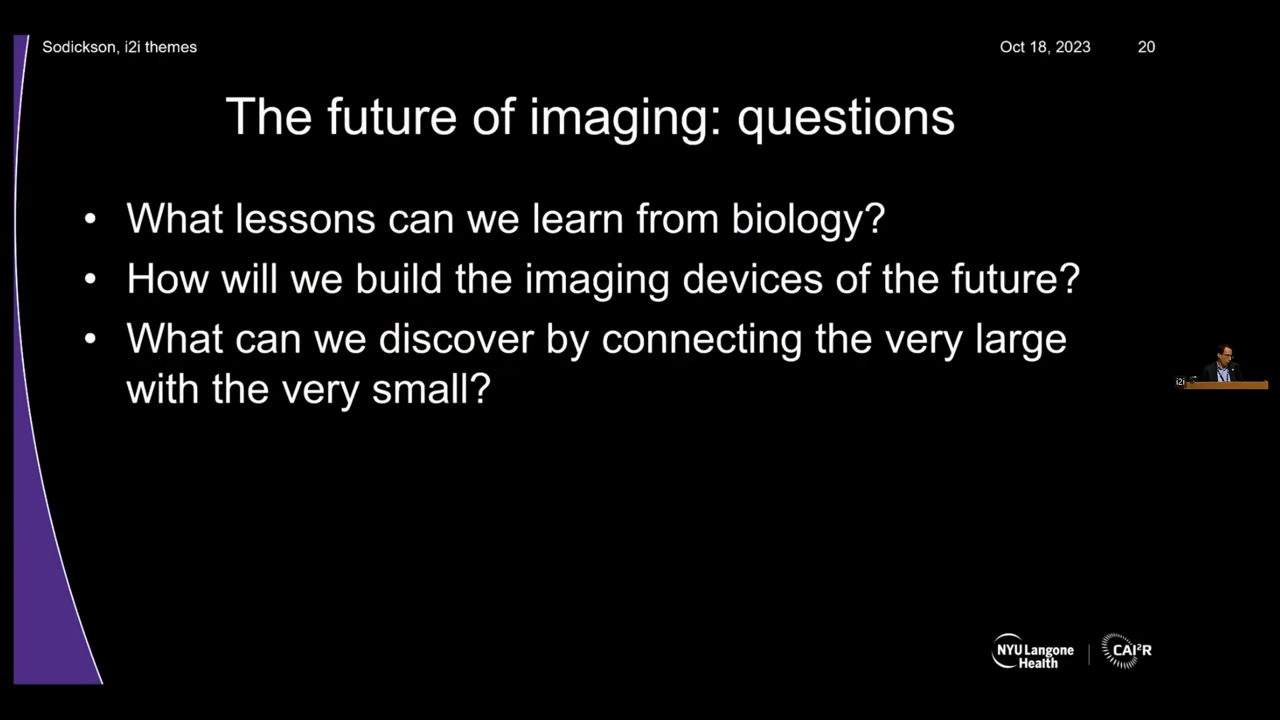 Sodickson, i2i themes
Oct 18, 2023
20
The future of imaging: questions
• What lessons can we learn from biology?
• How will we build the imaging devices of the future?
• What can we discover by connecting the very large
with the very small?
i2i
NYU Langone
Health
CAI²R